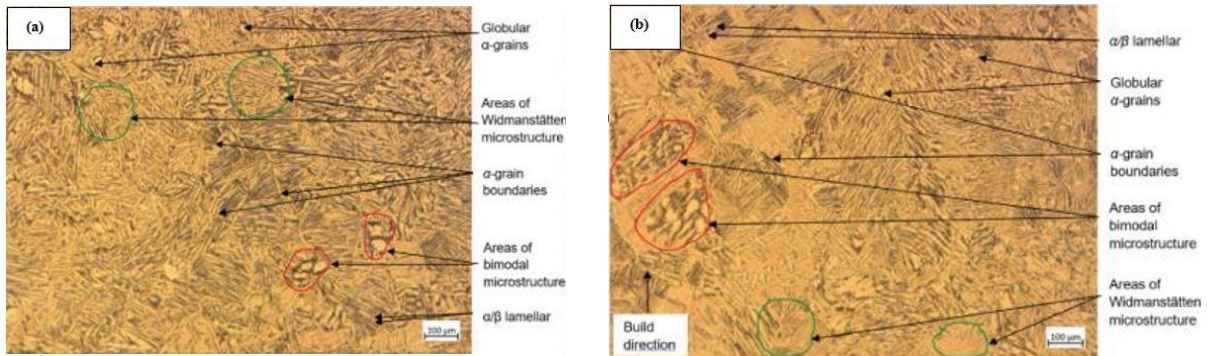 (a)
Globular
α-grains
Areas of
Widmanstätten
microstructure
α-grain
boundaries
Areas of
bimodal
microstructure
α/β lamellar
100 μm
(b)
α/β lamellar
Globular
α-grains
α-grain
boundaries
Areas of
bimodal
microstructure
Areas of
Widmanstätten
microstructure
Build
direction
100 μm